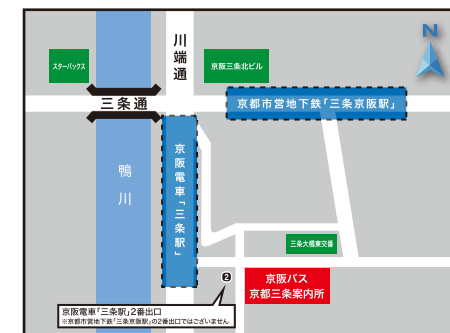 N
川端通
スターバックス
京阪三条北ビル
三条通
京都市営地下鉄「三条京阪駅」
鴨川
京阪電車「三条駅」
三条大橋東交番
❷
京阪バス
京都三条案内所
京阪電車「三条駅」2番出口
※京都市営地下鉄「三条京阪駅」の2番出口ではございません